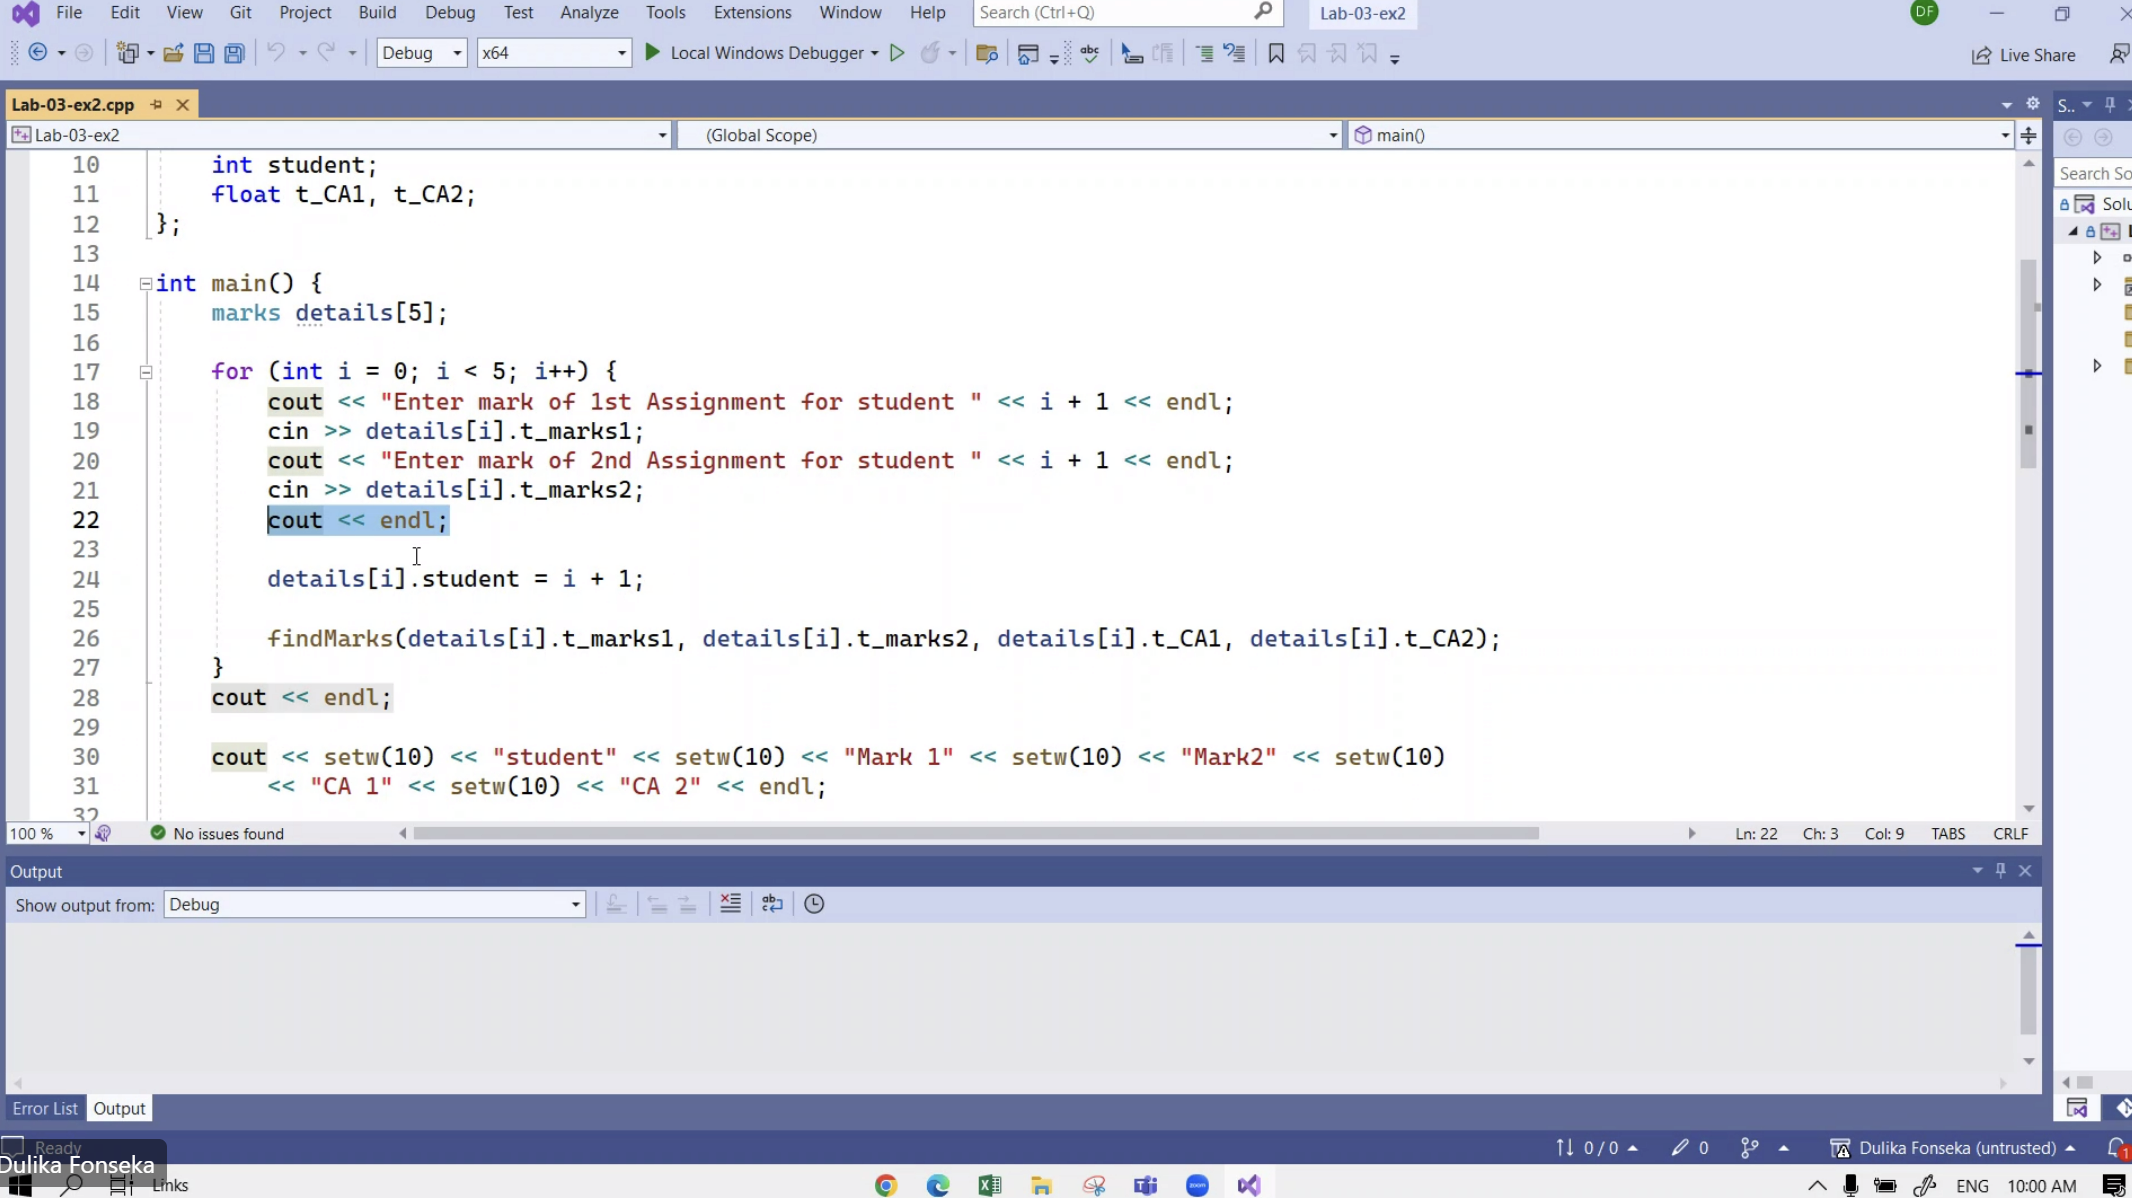 File Edit View Git Project Build Debug Test Analyze Tools Extensions Window Help Search (Ctrl+Q) Lab-03-ex2 DF
Debug x64 Local Windows Debugger Live Share
Lab-03-ex2.cpp
Lab-03-ex2 (Global Scope) main()
10 int student;
11 float t_CA1, t_CA2;
12 };
13
14 int main() {
15 marks details[5];
16
17 for (int i = 0; i < 5; i++) {
18 cout << "Enter mark of 1st Assignment for student " << i + 1 << endl;
19 cin >> details[i].t_marks1;
20 cout << "Enter mark of 2nd Assignment for student " << i + 1 << endl;
21 cin >> details[i].t_marks2;
22 cout << endl;
23
24 details[i].student = i + 1;
25
26 findMarks(details[i].t_marks1, details[i].t_marks2, details[i].t_CA1, details[i].t_CA2);
27 }
28 cout << endl;
29
30 cout << setw(10) << "student" << setw(10) << "Mark 1" << setw(10) << "Mark2" << setw(10)
31 << "CA 1" << setw(10) << "CA 2" << endl;
32
S..
Search So
Solu
100 % No issues found Ln: 22 Ch: 3 Col: 9 TABS CRLF
Output
Show output from: Debug
Error List Output
Ready 0 / 0 0 Dulika Fonseka (untrusted) 1
Dulika Fonseka
Links zoom ENG 10:00 AM